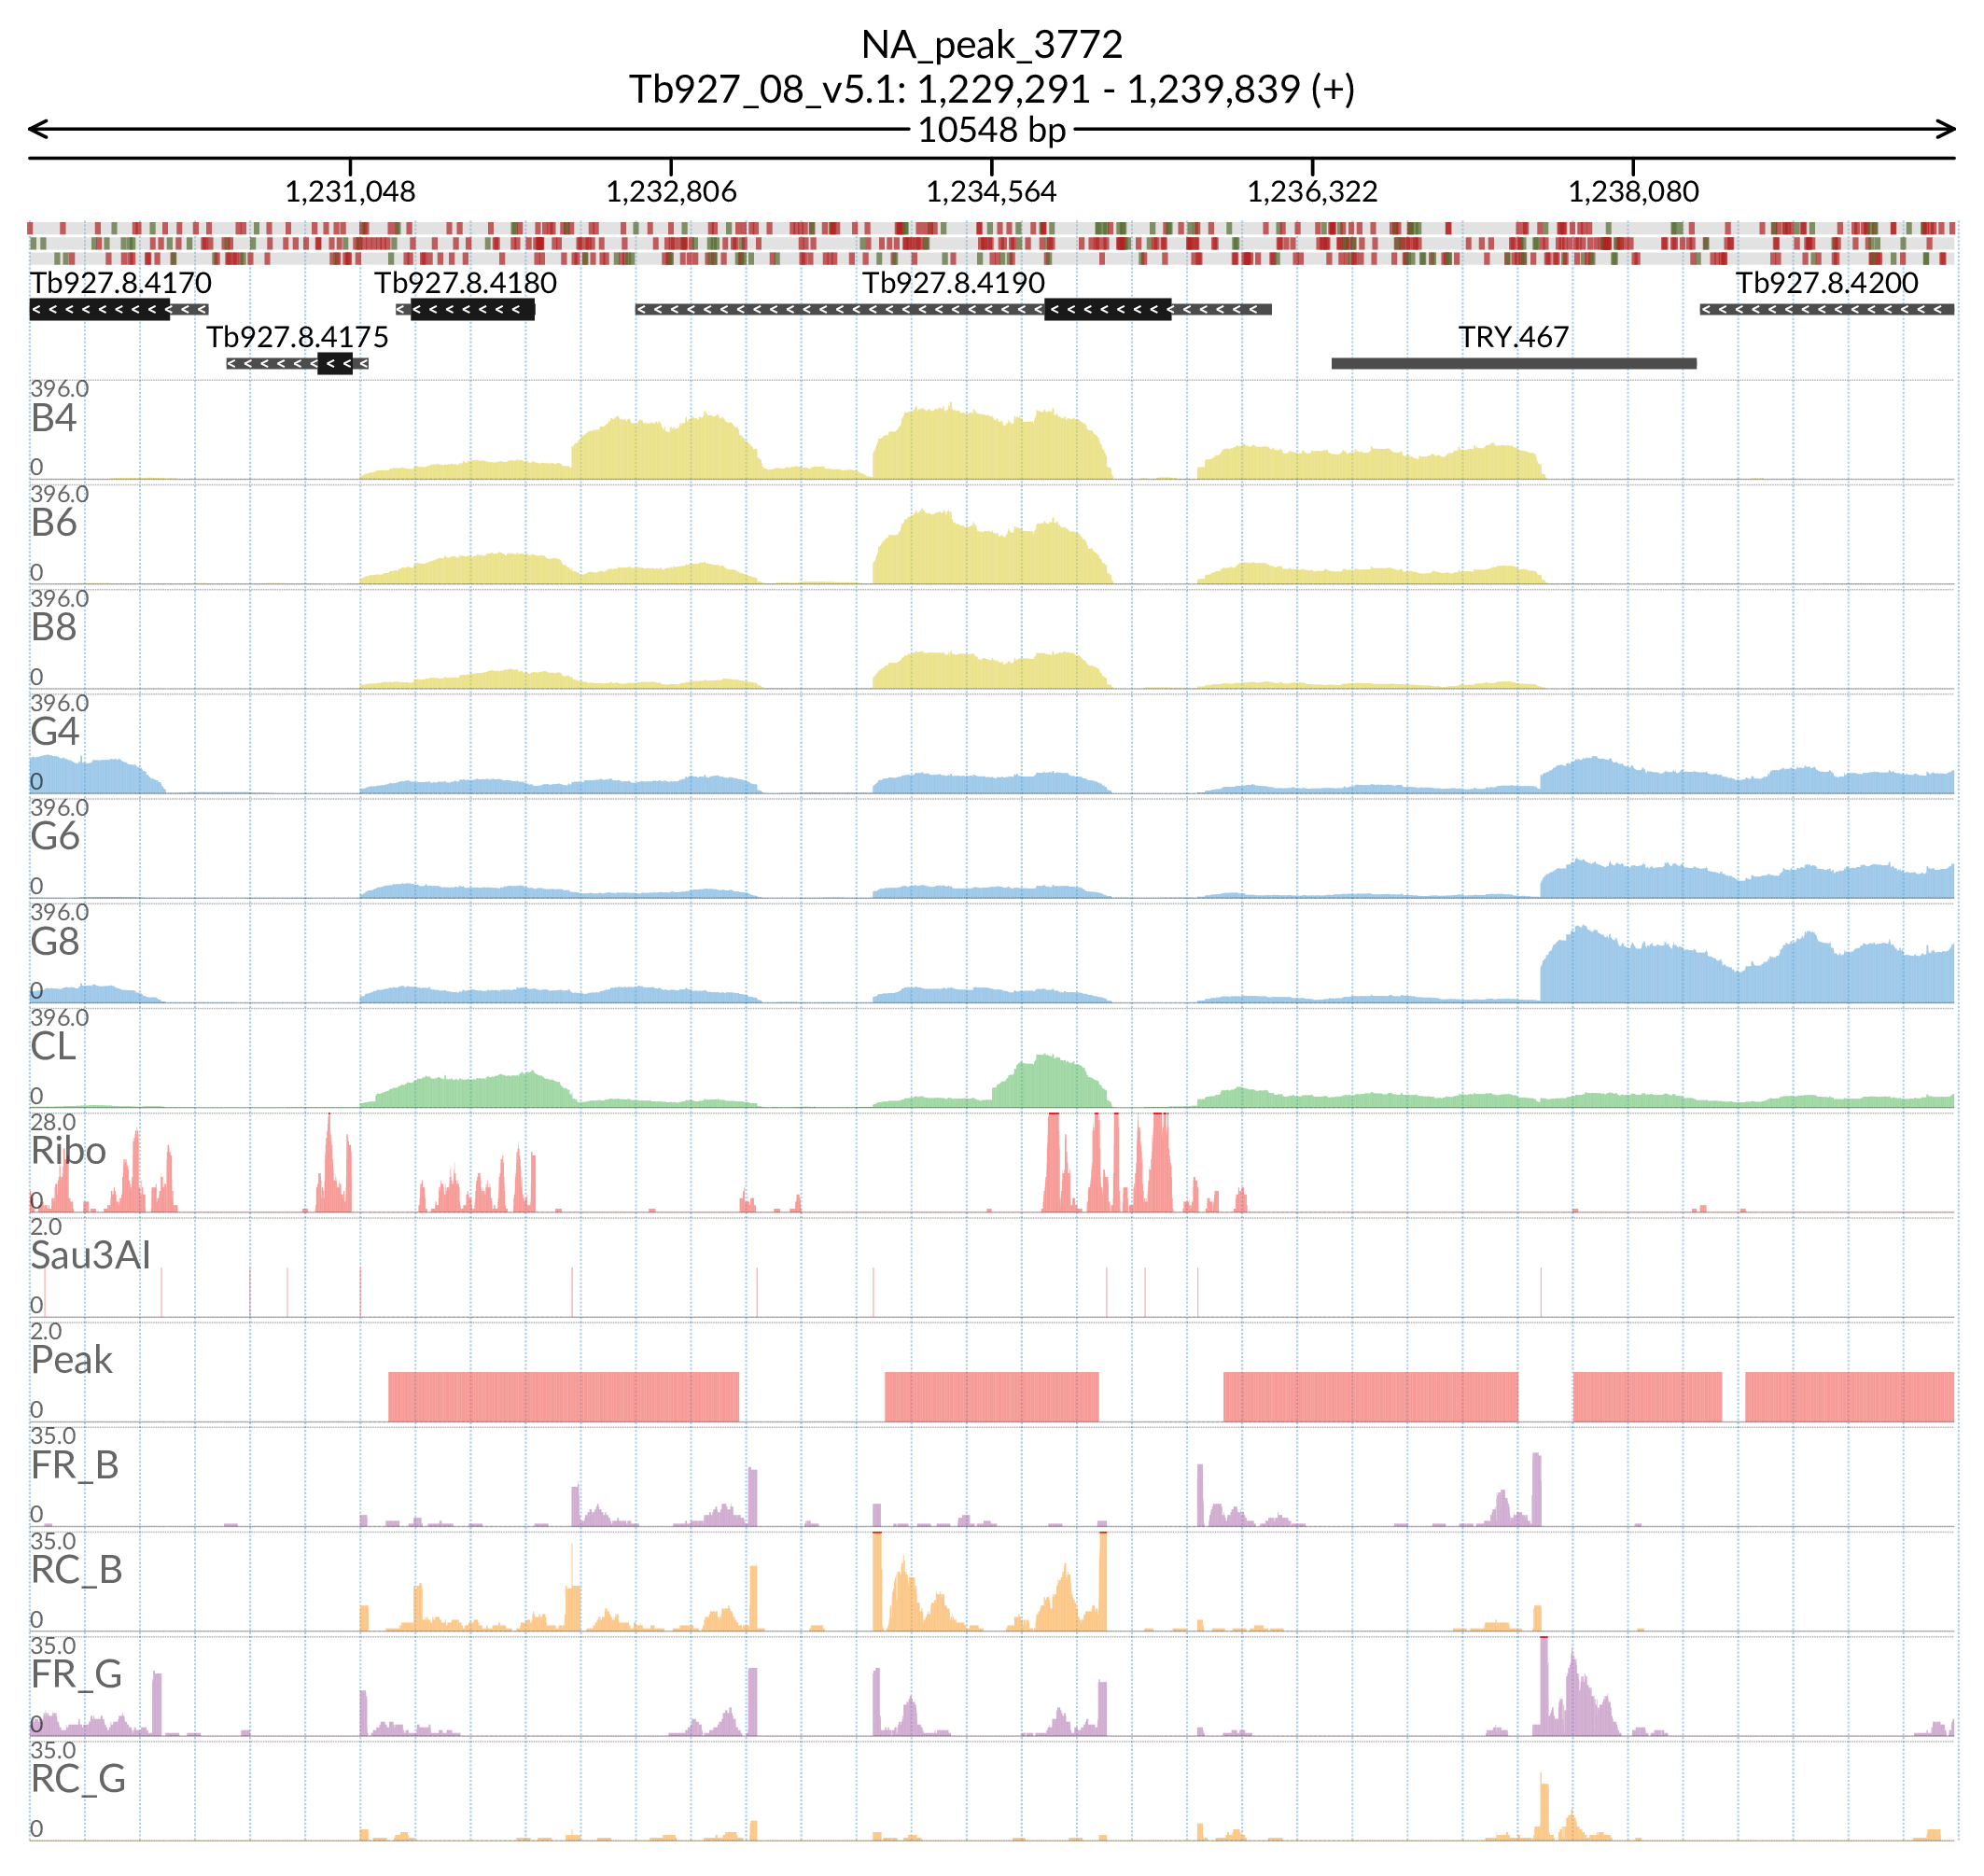 NA_peak_3772
Tb927_08_v5.1: 1,229,291 - 1,239,839 (+)
10548 bp
1,231,048 1,232,806 1,234,564 1,236,322 1,238,080
Tb927.8.4170 Tb927.8.4180 Tb927.8.4190 Tb927.8.4200
Tb927.8.4175 TRY.467
396.0
B4
0
396.0
B6
0
396.0
B8
0
396.0
G4
0
396.0
G6
0
396.0
G8
0
396.0
CL
0
28.0
Ribo
0
2.0
Sau3AI
0
2.0
Peak
0
35.0
FR_B
0
35.0
RC_B
0
35.0
FR_G
0
35.0
RC_G
0